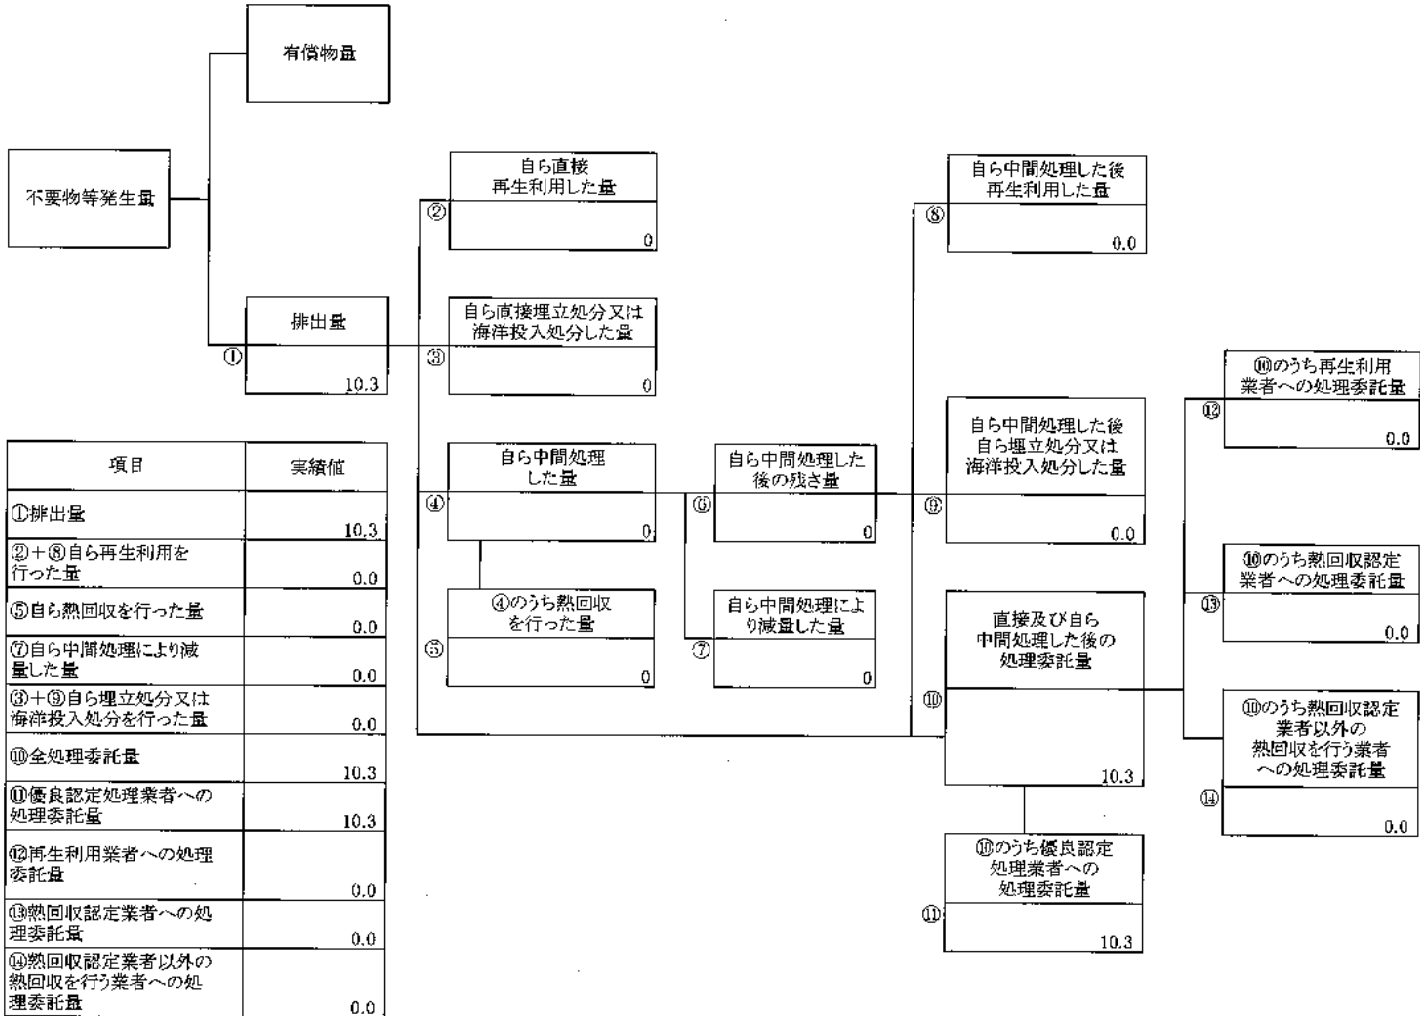 有償物量
不要物等発生量
自ら直接
再生利用した量
②
0
自ら中間処理した後
再生利用した量
⑧
0.0
排出量
①
10.3
自ら直接埋立処分又は
海洋投入処分した量
③
0
⑩のうち再生利用
業者への処理委託量
⑫
0.0
自ら中間処理
した量
④
0
自ら中間処理した
後の残さ量
⑥
0
自ら中間処理した後
自ら埋立処分又は
海洋投入処分した量
⑨
0.0
④のうち熱回収
を行った量
⑤
0
自ら中間処理によ
り減量した量
⑦
0
直接及び自ら
中間処理した後の
処理委託量
⑩
10.3
⑩のうち熱回収認定
業者への処理委託量
⑬
0.0
⑩のうち熱回収認定
業者以外の
熱回収を行う業者
への処理委託量
⑭
0.0
⑩のうち優良認定
処理業者への
処理委託量
⑪
10.3
項目 実績値
①排出量
10.3
②+⑧自ら再生利用を
行った量
0.0
⑤自ら熱回収を行った量
0.0
⑦自ら中間処理により減
量した量
0.0
③+⑨自ら埋立処分又は
海洋投入処分を行った量
0.0
⑩全処理委託量
10.3
⑪優良認定処理業者への
処理委託量
10.3
⑫再生利用業者への処理
委託量
0.0
⑬熱回収認定業者への処
理委託量
0.0
⑭熱回収認定業者以外の
熱回収を行う業者への処
理委託量
0.0